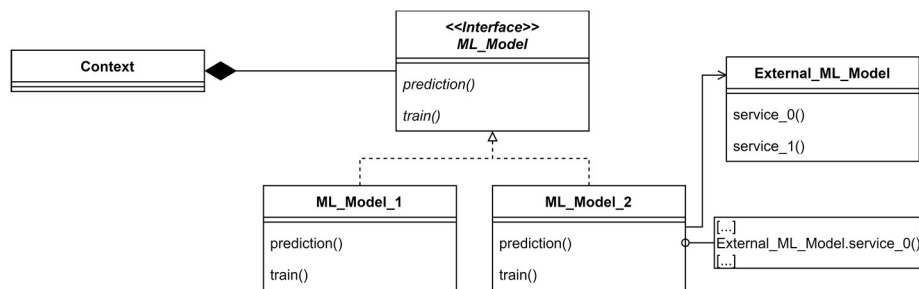 <<Interface>>
ML_Model
Context
prediction()
train()
External_ML_Model
service_0()
service_1()
ML_Model_1
prediction()
train()
ML_Model_2
prediction()
train()
[...]
External_ML_Model.service_0()
[...]